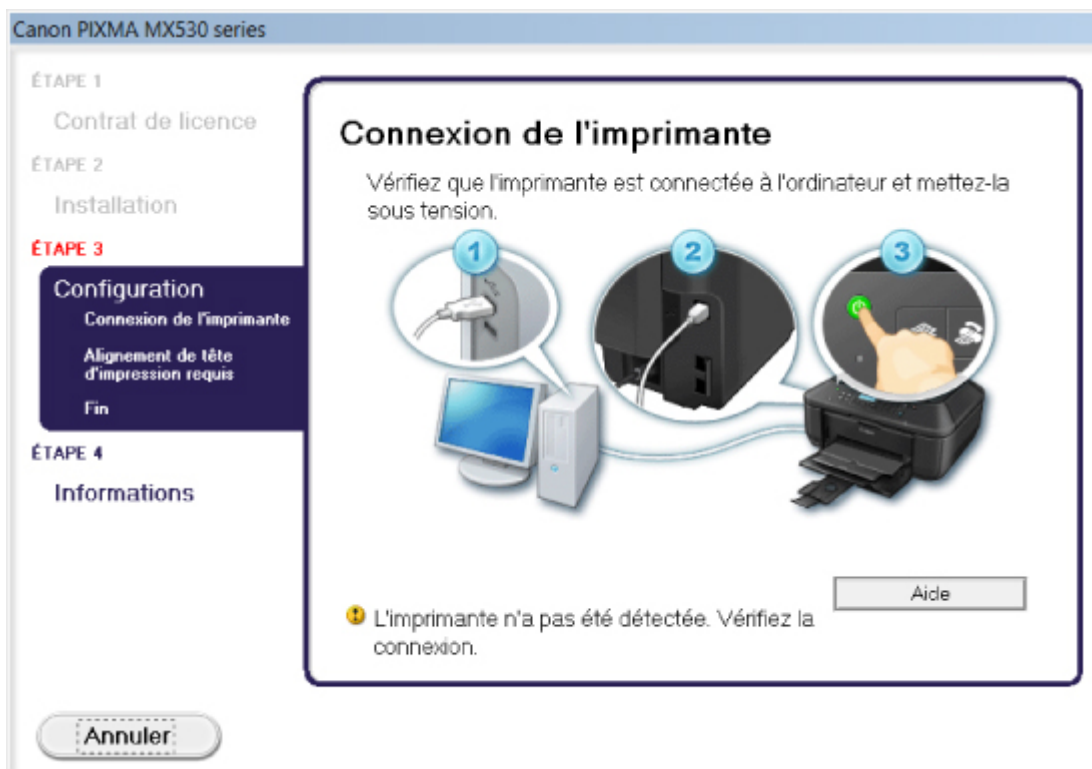 Canon PIXMA MX530 series
ÉTAPE 1
Contrat de licence
ÉTAPE 2
Installation
ÉTAPE 3
Configuration
Connexion de l'imprimante
Alignement de tête
d'impression requis
Fin
ÉTAPE 4
Informations
Connexion de l'imprimante
Vérifiez que l'imprimante est connectée à l'ordinateur et mettez-la
sous tension.
1
2
3
Aide
L'imprimante n'a pas été détectée. Vérifiez la
connexion.
Annuler